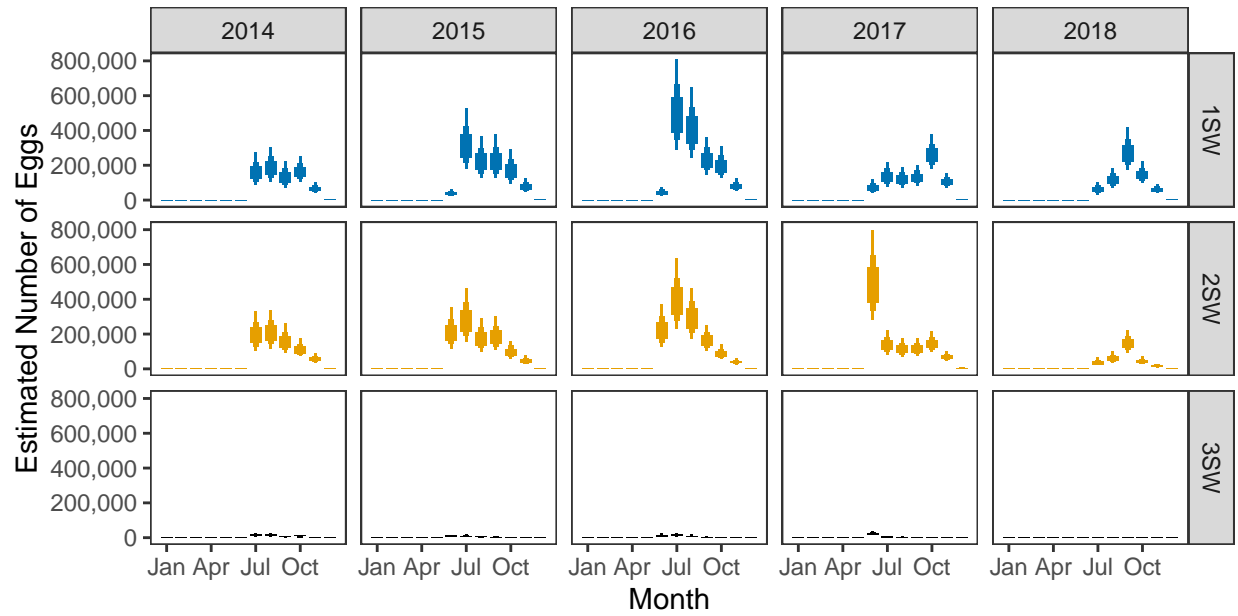 2014 2015 2016 2017 2018
Estimated Number of Eggs
800,000
600,000
400,000
200,000
0
1SW
800,000
600,000
400,000
200,000
0
2SW
800,000
600,000
400,000
200,000
0
3SW
Jan Apr Jul Oct Jan Apr Jul Oct Jan Apr Jul Oct Jan Apr Jul Oct Jan Apr Jul Oct
Month